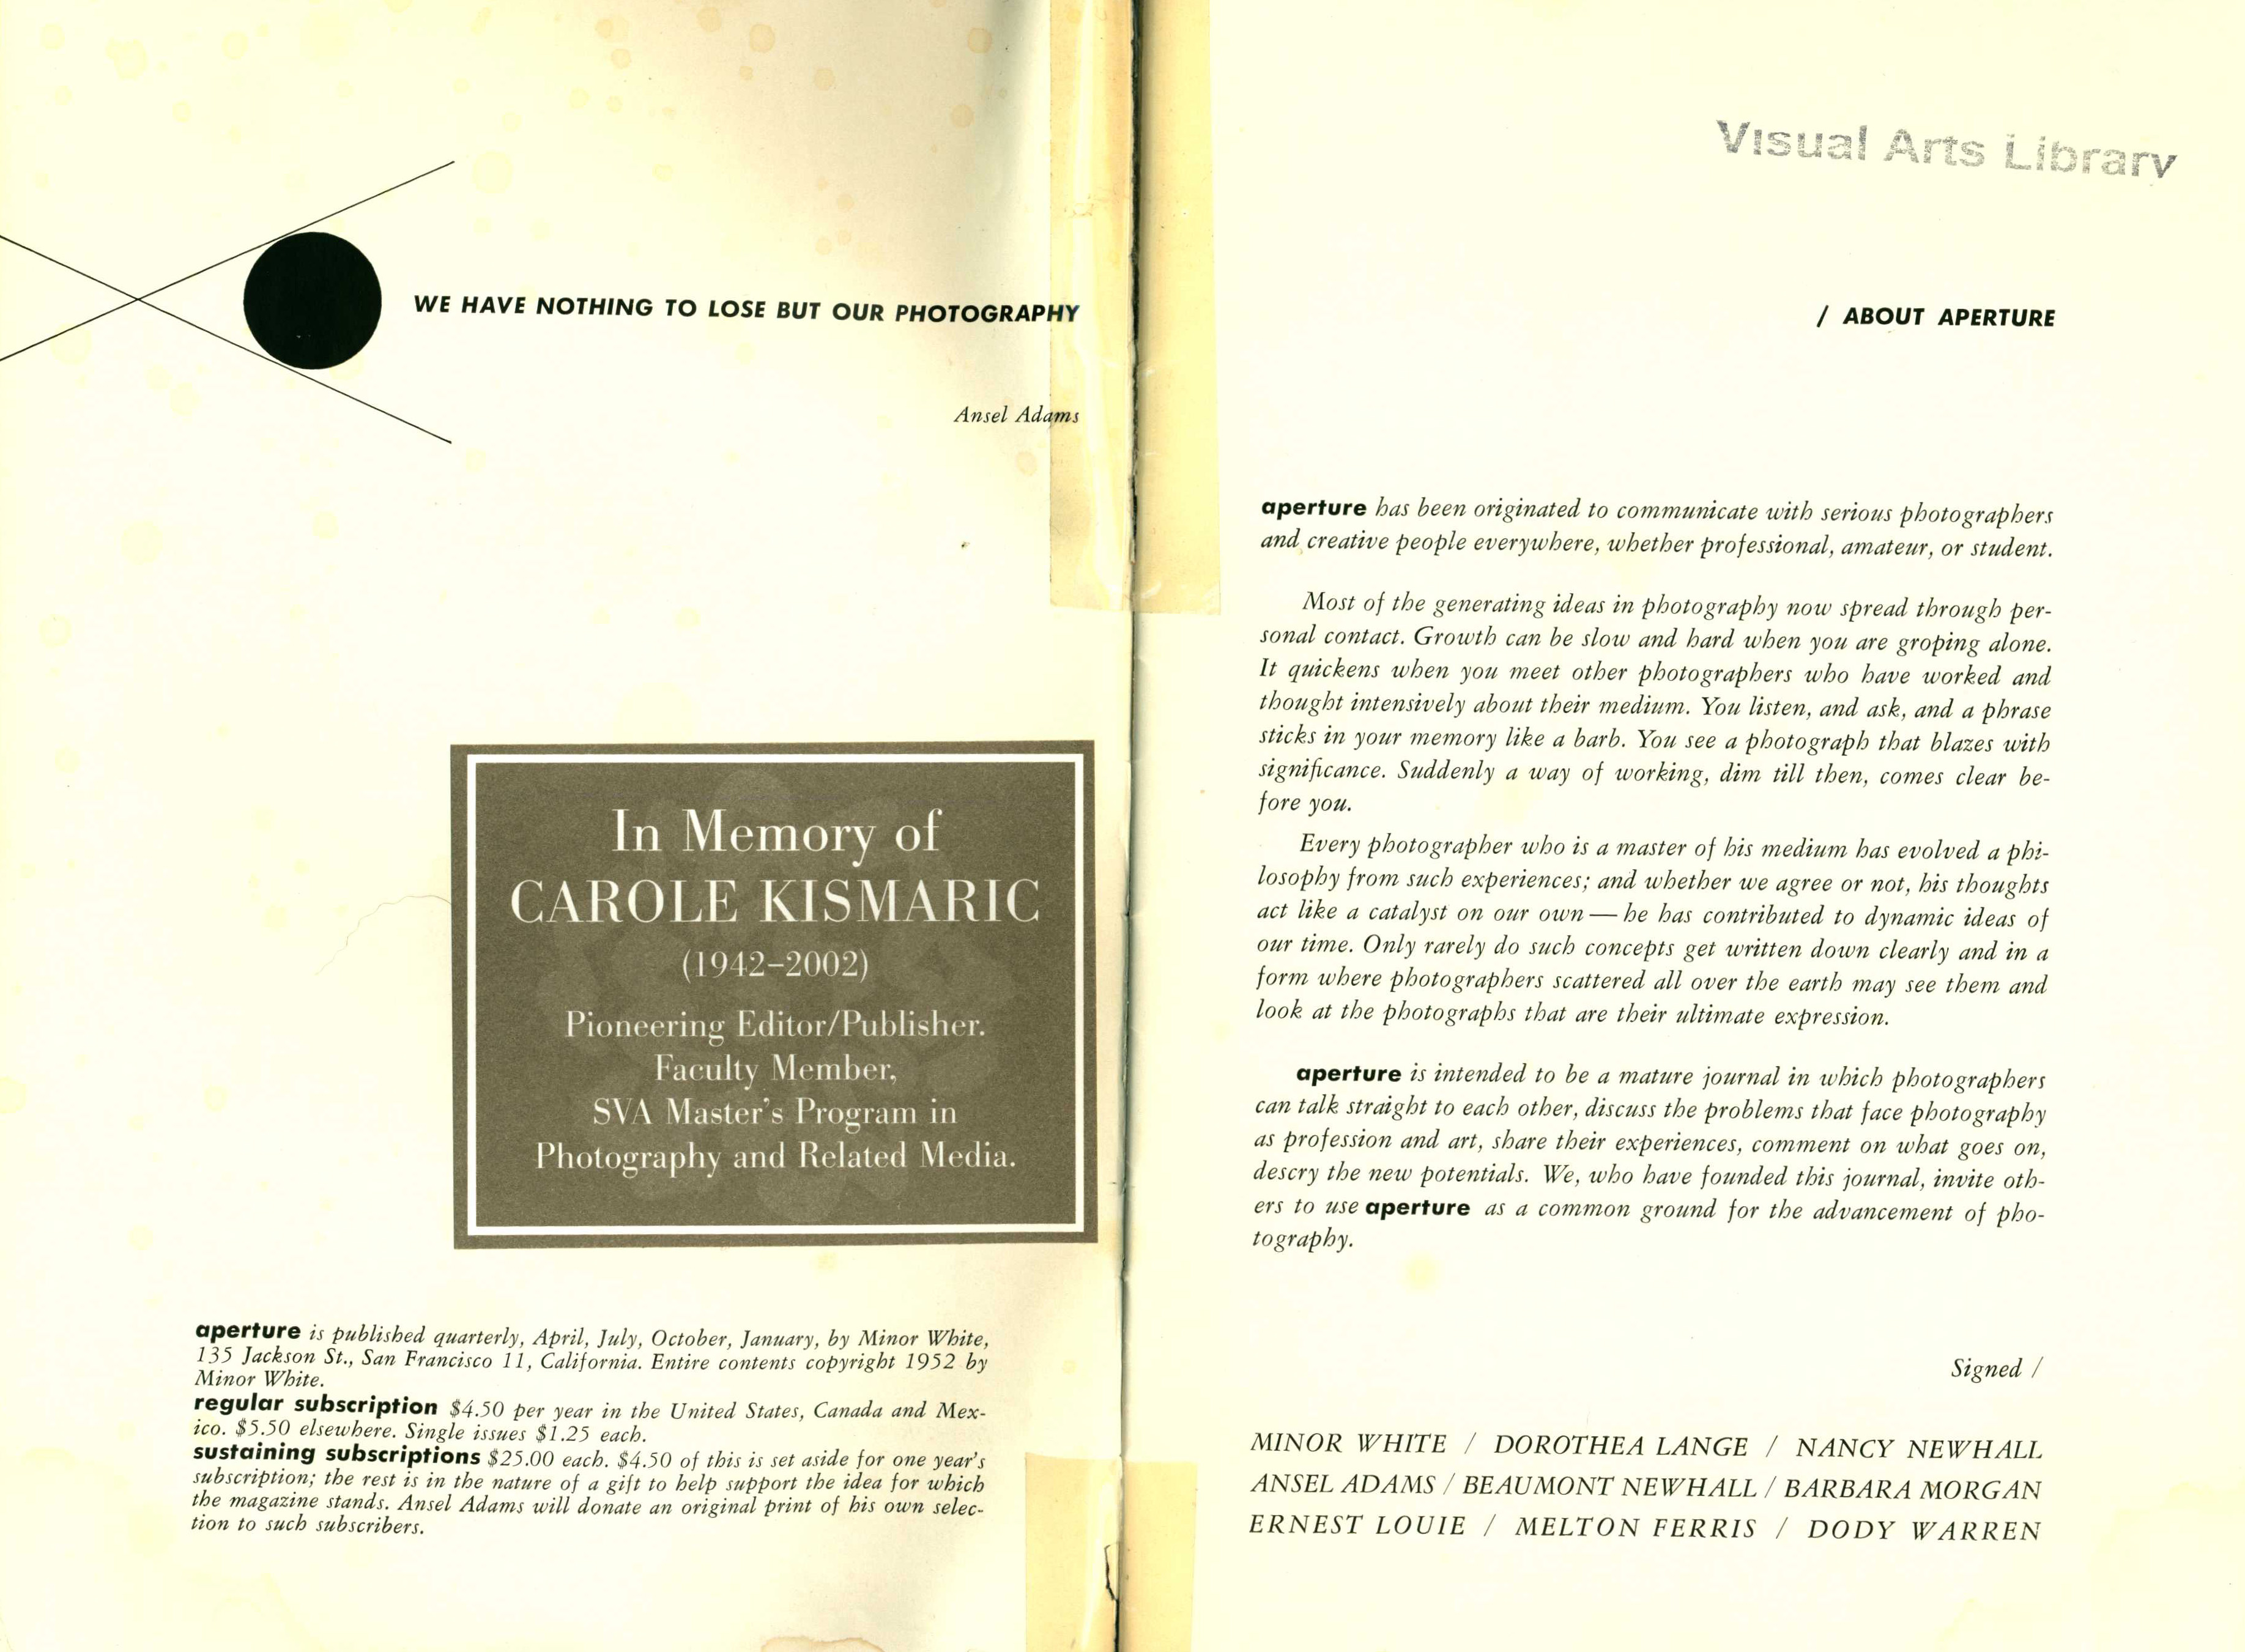 WE HAVE NOTHING TO LOSE BUT OUR PHOTOGRAPHY
Ansel Adams
In Memory of
CAROLE KISMARIC
(1942–2002)
Pioneering Editor/Publisher.
Faculty Member,
SVA Master's Program in
Photography and Related Media.
aperture is published quarterly, April, July, October, January, by Minor White,
135 Jackson St., San Francisco 11, California. Entire contents copyright 1952 by
Minor White.
regular subscription $4.50 per year in the United States, Canada and Mex-
ico. $5.50 elsewhere. Single issues $1.25 each.
sustaining subscriptions $25.00 each. $4.50 of this is set aside for one year's
subscription; the rest is in the nature of a gift to help support the idea for which
the magazine stands. Ansel Adams will donate an original print of his own selec-
tion to such subscribers.
Visual Arts Library
/ ABOUT APERTURE
aperture has been originated to communicate with serious photographers
and creative people everywhere, whether professional, amateur, or student.
Most of the generating ideas in photography now spread through per-
sonal contact. Growth can be slow and hard when you are groping alone.
It quickens when you meet other photographers who have worked and
thought intensively about their medium. You listen, and ask, and a phrase
sticks in your memory like a barb. You see a photograph that blazes with
significance. Suddenly a way of working, dim till then, comes clear be-
fore you.
Every photographer who is a master of his medium has evolved a phi-
losophy from such experiences; and whether we agree or not, his thoughts
act like a catalyst on our own — he has contributed to dynamic ideas of
our time. Only rarely do such concepts get written down clearly and in a
form where photographers scattered all over the earth may see them and
look at the photographs that are their ultimate expression.
aperture is intended to be a mature journal in which photographers
can talk straight to each other, discuss the problems that face photography
as profession and art, share their experiences, comment on what goes on,
descry the new potentials. We, who have founded this journal, invite oth-
ers to use aperture as a common ground for the advancement of pho-
tography.
Signed /
MINOR WHITE / DOROTHEA LANGE / NANCY NEWHALL
ANSEL ADAMS / BEAUMONT NEWHALL / BARBARA MORGAN
ERNEST LOUIE / MELTON FERRIS / DODY WARREN